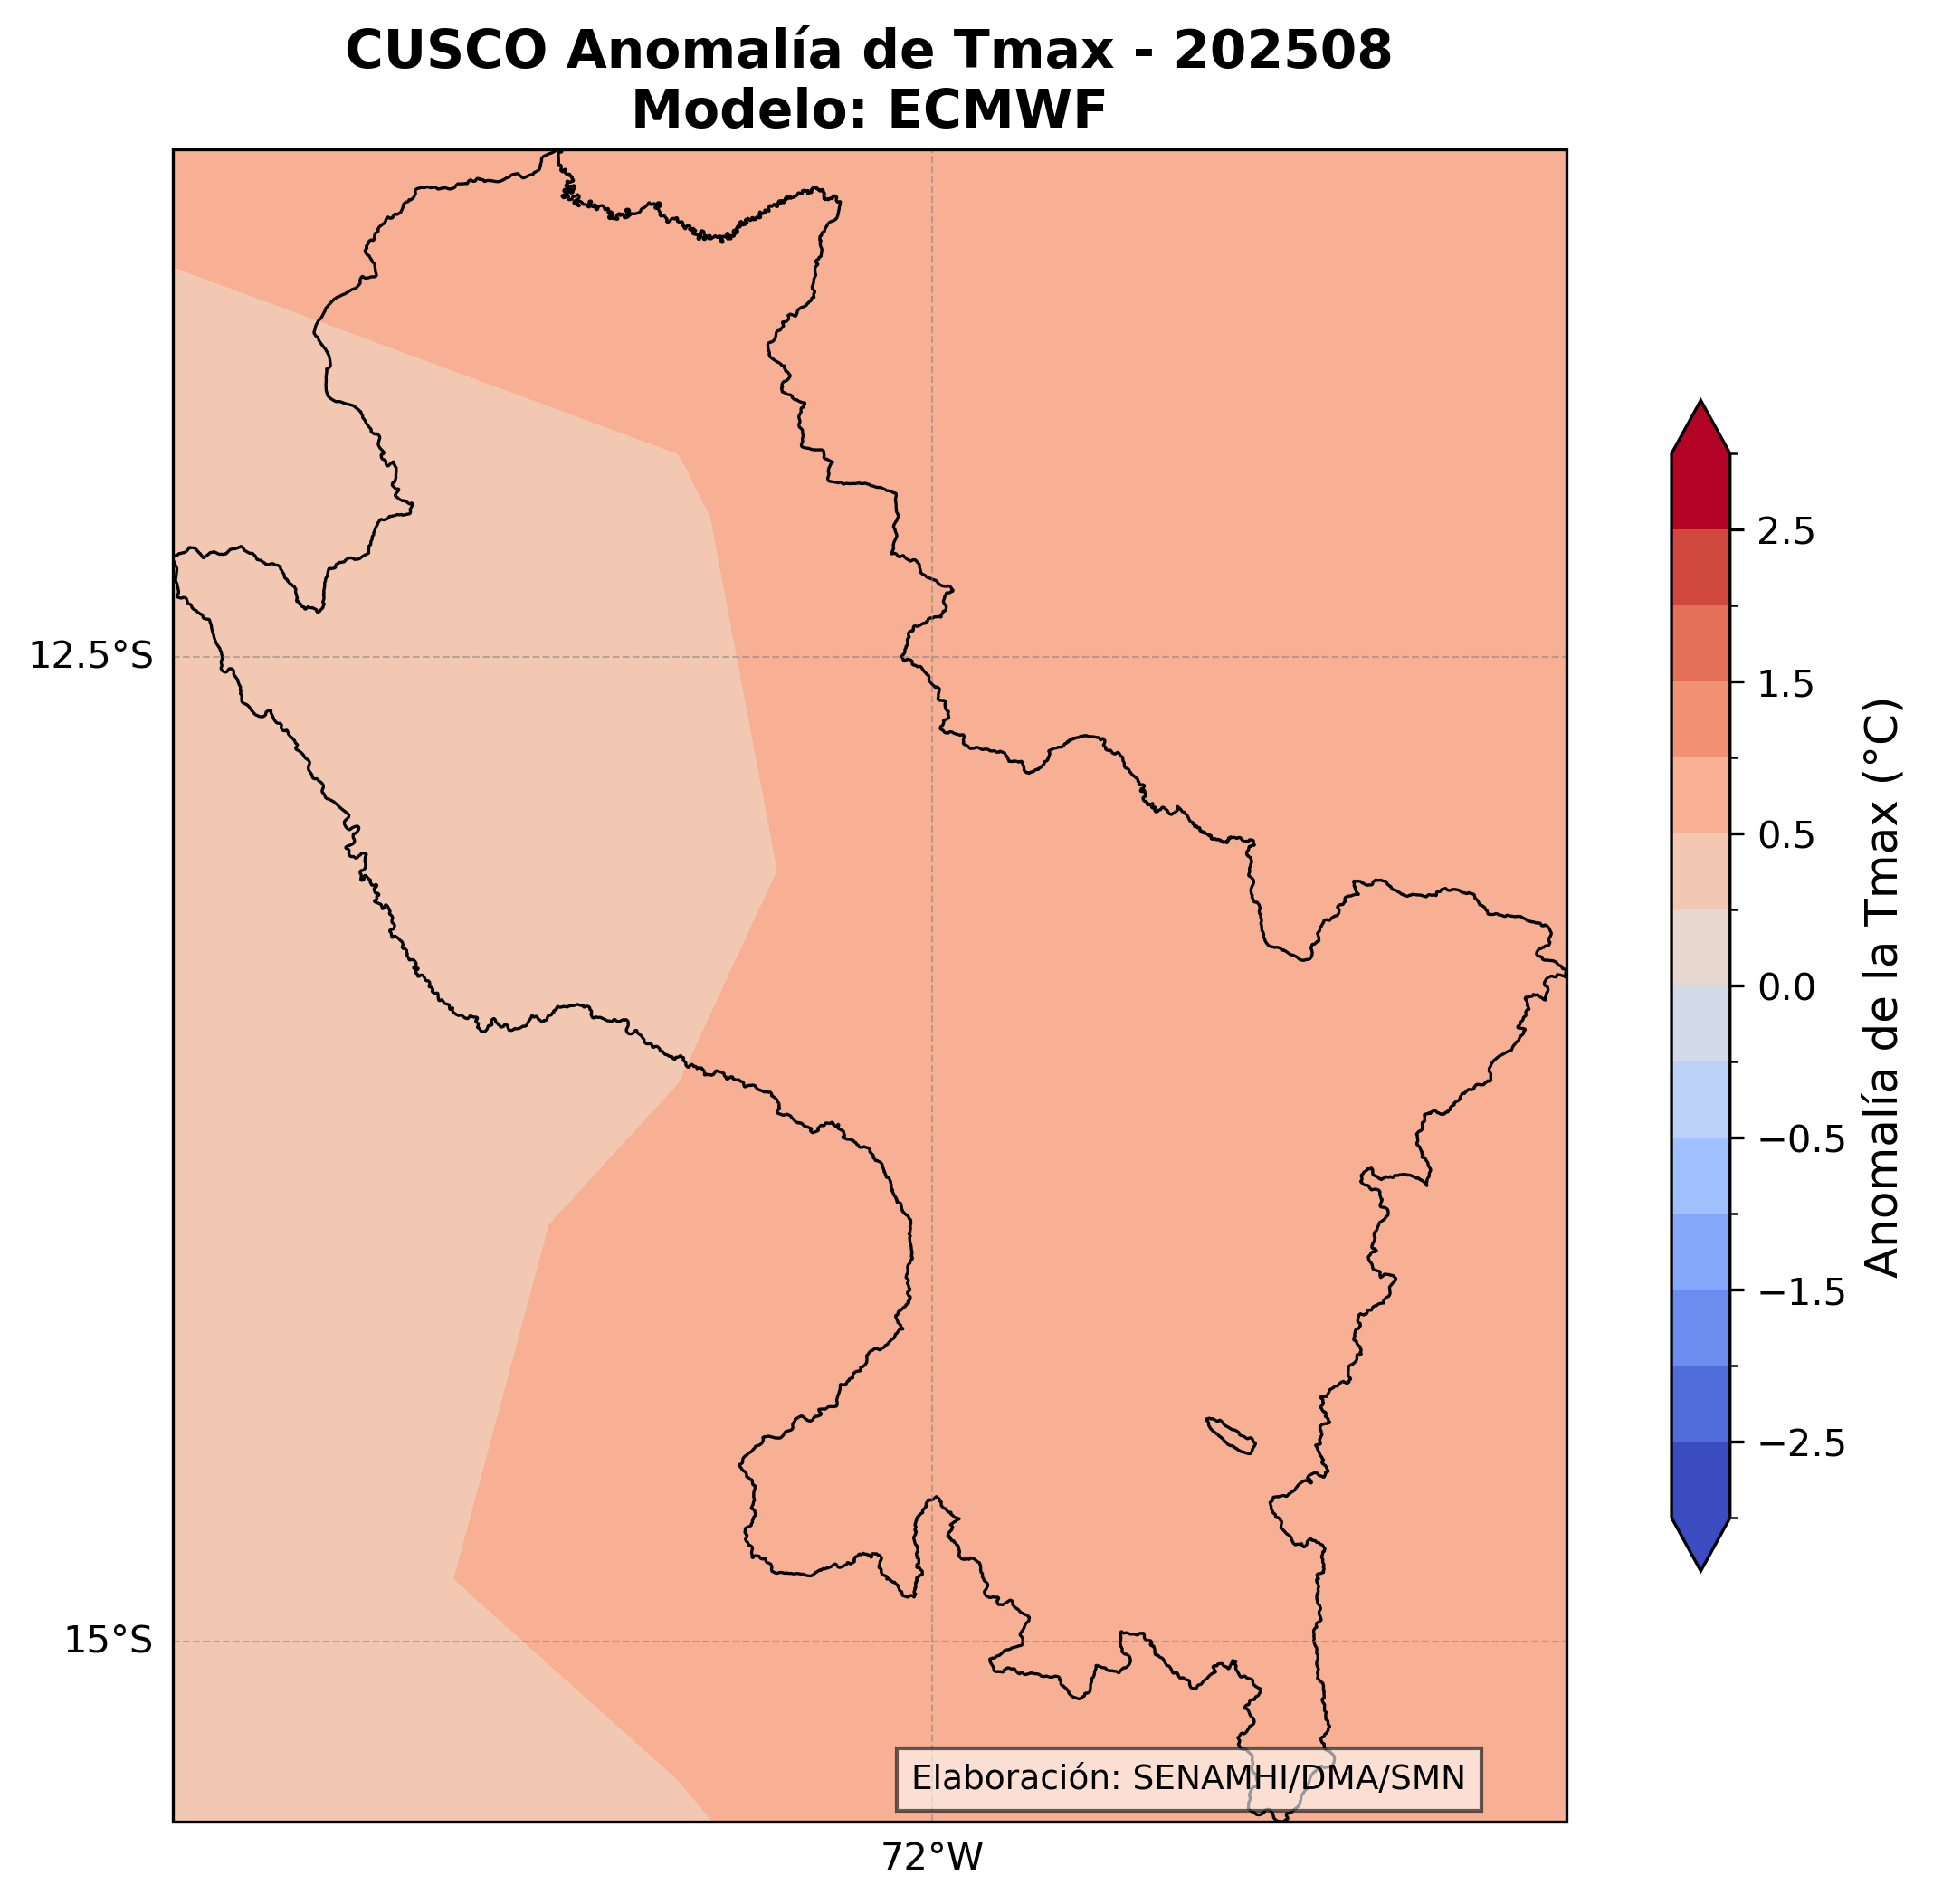 CUSCO Anomalía de Tmax - 202508
Modelo: ECMWF
12.5°S
15°S
72°W
Elaboración: SENAMHI/DMA/SMN
2.5
1.5
0.5
0.0
−0.5
−1.5
−2.5
Anomalía de la Tmax (°C)